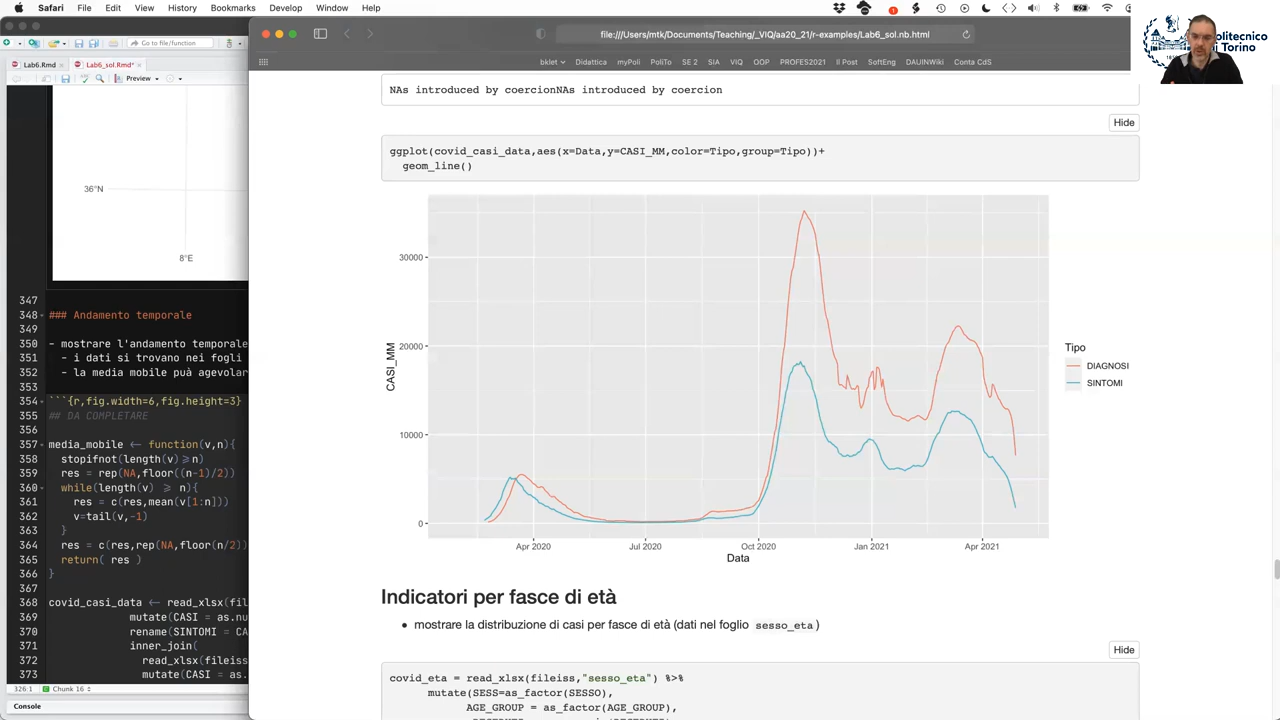 Safari File Edit View History Bookmarks Develop Window Help
Go to file/function
file:///Users/mtk/Documents/Teaching/_VIQ/aa20_21/r-examples/Lab6_sol.nb.html
Politecnico
di Torino
Lab6.Rmd Lab6_sol.Rmd*
Preview
bklet Didattica myPoli PoliTo SE 2 SIA VIQ OOP PROFES2021 Il Post SoftEng DAUINWiki Conta CdS
36°N
8°E
347
348 ### Andamento temporale
349
350 - mostrare l'andamento temporale
351 - i dati si trovano nei fogli
352 - la media mobile puà agevolar
353
354 ```{r,fig.width=6,fig.height=3}
355 ## DA COMPLETARE
356
357 media_mobile ← function(v,n){
358 stopifnot(length(v)≥n)
359 res = rep(NA,floor((n-1)/2))
360 while(length(v) ≥ n){
361 res = c(res,mean(v[1:n]))
362 v=tail(v,-1)
363 }
364 res = c(res,rep(NA,floor(n/2))
365 return( res )
366 }
367
368 covid_casi_data ← read_xlsx(fil
369 mutate(CASI = as.nu
370 rename(SINTOMI = CA
371 inner_join(
372 read_xlsx(fileiss
373 mutate(CASI = as.
326:1 Chunk 16
Console
NAs introduced by coercionNAs introduced by coercion
Hide
ggplot(covid_casi_data,aes(x=Data,y=CASI_MM,color=Tipo,group=Tipo))+
geom_line()
30000
20000
10000
0
CASI_MM
Apr 2020 Jul 2020 Oct 2020 Jan 2021 Apr 2021
Data
Tipo
DIAGNOSI
SINTOMI
Indicatori per fasce di età
• mostrare la distribuzione di casi per fasce di età (dati nel foglio sesso_eta)
Hide
covid_eta = read_xlsx(fileiss,"sesso_eta") %>%
mutate(SESS=as_factor(SESSO),
AGE_GROUP = as_factor(AGE_GROUP),